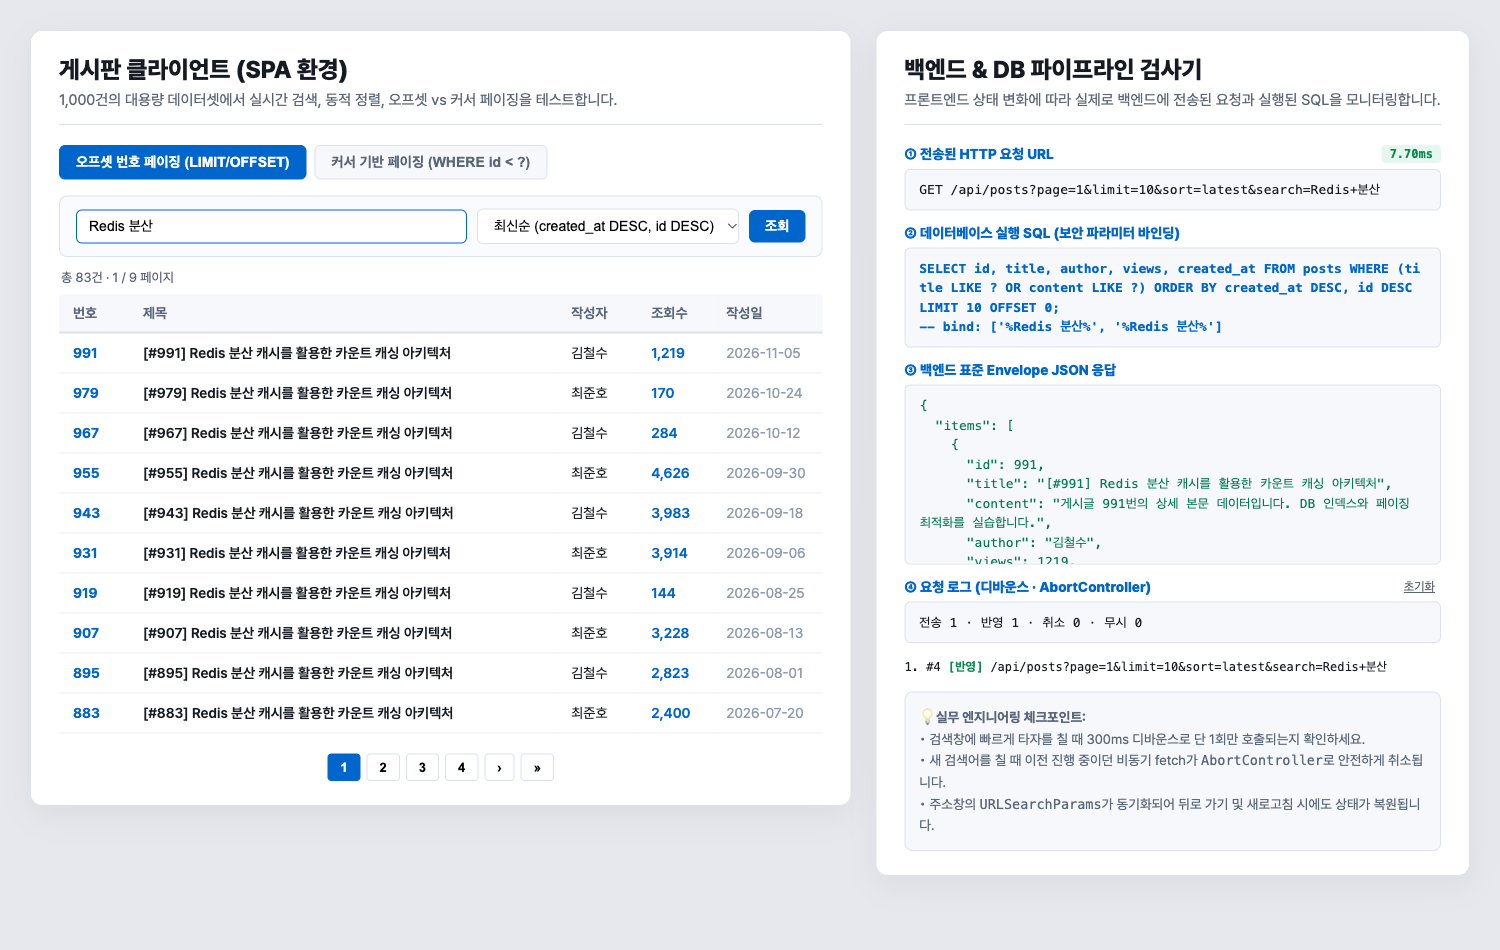 게시판 클라이언트 (SPA 환경)
1,000건의 대용량 데이터셋에서 실시간 검색, 동적 정렬, 오프셋 vs 커서 페이징을 테스트합니다.
오프셋 번호 페이징 (LIMIT/OFFSET)
커서 기반 페이징 (WHERE id < ?)
Redis 분산
최신순 (created_at DESC, id DESC)
조회
총 83건 · 1 / 9 페이지
번호 제목 작성자 조회수 작성일
991 [#991] Redis 분산 캐시를 활용한 카운트 캐싱 아키텍처 김철수 1,219 2026-11-05
979 [#979] Redis 분산 캐시를 활용한 카운트 캐싱 아키텍처 최준호 170 2026-10-24
967 [#967] Redis 분산 캐시를 활용한 카운트 캐싱 아키텍처 김철수 284 2026-10-12
955 [#955] Redis 분산 캐시를 활용한 카운트 캐싱 아키텍처 최준호 4,626 2026-09-30
943 [#943] Redis 분산 캐시를 활용한 카운트 캐싱 아키텍처 김철수 3,983 2026-09-18
931 [#931] Redis 분산 캐시를 활용한 카운트 캐싱 아키텍처 최준호 3,914 2026-09-06
919 [#919] Redis 분산 캐시를 활용한 카운트 캐싱 아키텍처 김철수 144 2026-08-25
907 [#907] Redis 분산 캐시를 활용한 카운트 캐싱 아키텍처 최준호 3,228 2026-08-13
895 [#895] Redis 분산 캐시를 활용한 카운트 캐싱 아키텍처 김철수 2,823 2026-08-01
883 [#883] Redis 분산 캐시를 활용한 카운트 캐싱 아키텍처 최준호 2,400 2026-07-20
1 2 3 4 › »
백엔드 & DB 파이프라인 검사기
프론트엔드 상태 변화에 따라 실제로 백엔드에 전송된 요청과 실행된 SQL을 모니터링합니다.
① 전송된 HTTP 요청 URL 7.70ms
GET /api/posts?page=1&limit=10&sort=latest&search=Redis+분산
② 데이터베이스 실행 SQL (보안 파라미터 바인딩)
SELECT id, title, author, views, created_at FROM posts WHERE (ti
tle LIKE ? OR content LIKE ?) ORDER BY created_at DESC, id DESC
LIMIT 10 OFFSET 0;
-- bind: ['%Redis 분산%', '%Redis 분산%']
③ 백엔드 표준 Envelope JSON 응답
{
"items": [
{
"id": 991,
"title": "[#991] Redis 분산 캐시를 활용한 카운트 캐싱 아키텍처",
"content": "게시글 991번의 상세 본문 데이터입니다. DB 인덱스와 페이징
최적화를 실습합니다.",
"author": "김철수",
"views": 1219,
④ 요청 로그 (디바운스 · AbortController) 초기화
전송 1 · 반영 1 · 취소 0 · 무시 0
1. #4 [반영] /api/posts?page=1&limit=10&sort=latest&search=Redis+분산
💡실무 엔지니어링 체크포인트:
• 검색창에 빠르게 타자를 칠 때 300ms 디바운스로 단 1회만 호출되는지 확인하세요.
• 새 검색어를 칠 때 이전 진행 중이던 비동기 fetch가 AbortController로 안전하게 취소됩
니다.
• 주소창의 URLSearchParams가 동기화되어 뒤로 가기 및 새로고침 시에도 상태가 복원됩니
다.